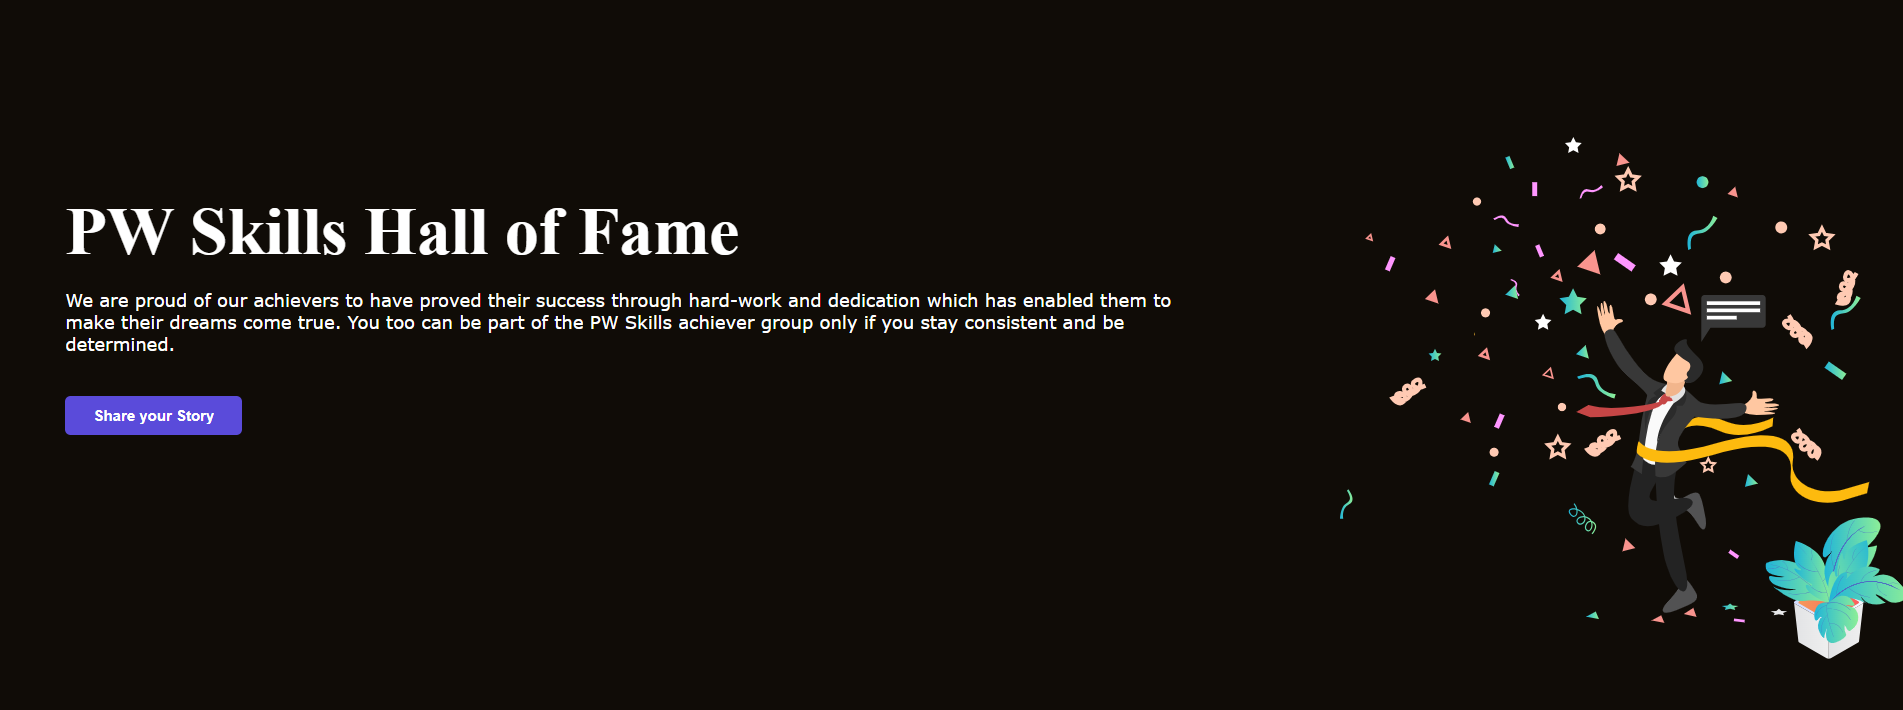 PW Skills Hall of Fame
We are proud of our achievers to have proved their success through hard-work and dedication which has enabled them to
make their dreams come true. You too can be part of the PW Skills achiever group only if you stay consistent and be
determined.
Share your Story